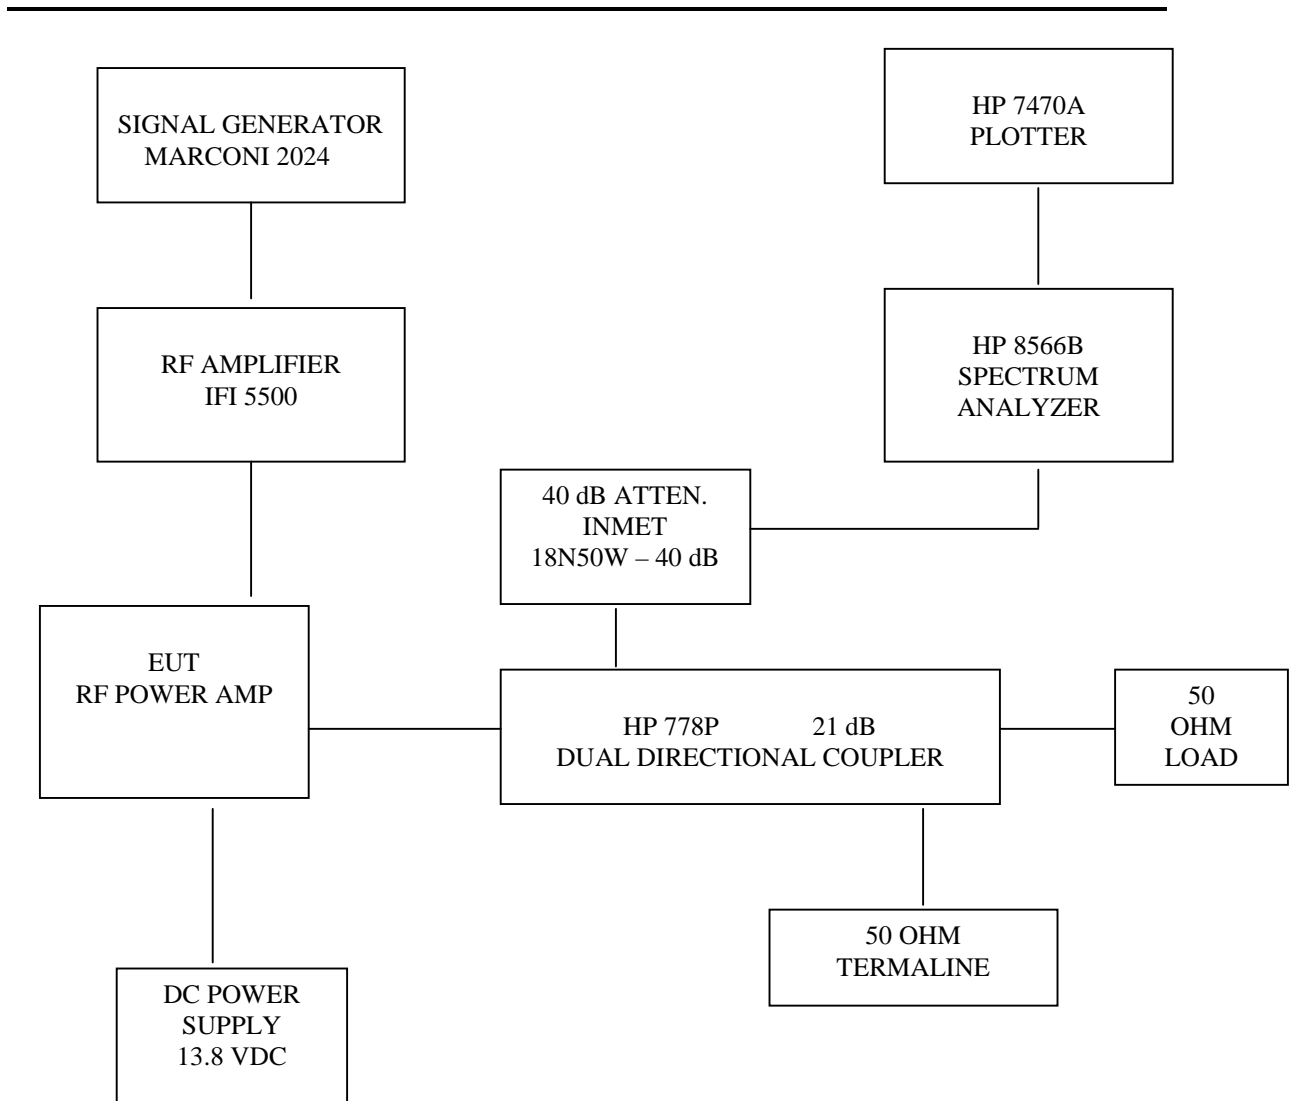 SIGNAL GENERATOR
MARCONI 2024
HP 7470A
PLOTTER
RF AMPLIFIER
IFI 5500
HP 8566B
SPECTRUM
ANALYZER
40 dB ATTEN.
INMET
18N50W – 40 dB
EUT
RF POWER AMP
HP 778P 21 dB
DUAL DIRECTIONAL COUPLER
50
OHM
LOAD
50 OHM
TERMALINE
DC POWER
SUPPLY
13.8 VDC